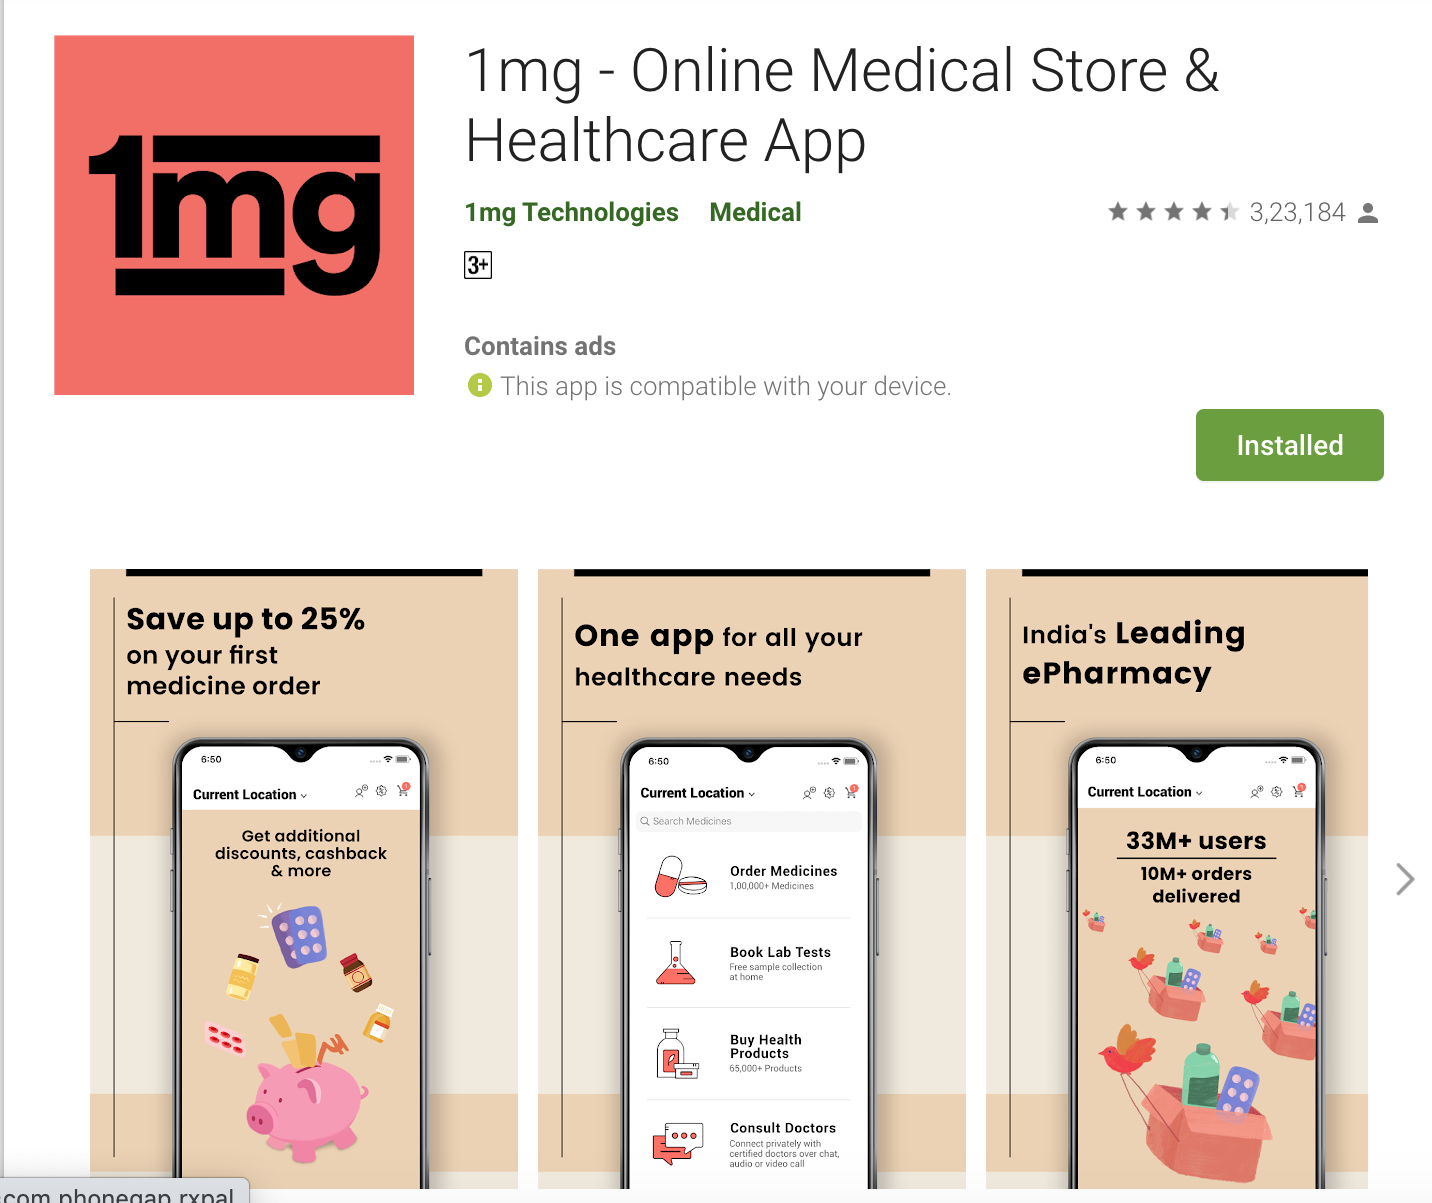 1mg
1mg - Online Medical Store &
Healthcare App
1mg Technologies Medical
3,23,184
3+
Contains ads
This app is compatible with your device.
Installed
Save up to 25%
on your first
medicine order
6:50
Current Location
Get additional
discounts, cashback
& more
One app for all your
healthcare needs
6:50
Current Location
Search Medicines
Order Medicines
1,00,000+ Medicines
Book Lab Tests
Free sample collection
at home
Buy Health
Products
65,000+ Products
Consult Doctors
Connect privately with
certified doctors over chat,
audio or video call
India's Leading
ePharmacy
6:50
Current Location
33M+ users
10M+ orders
delivered
com.phonegap.rxpal